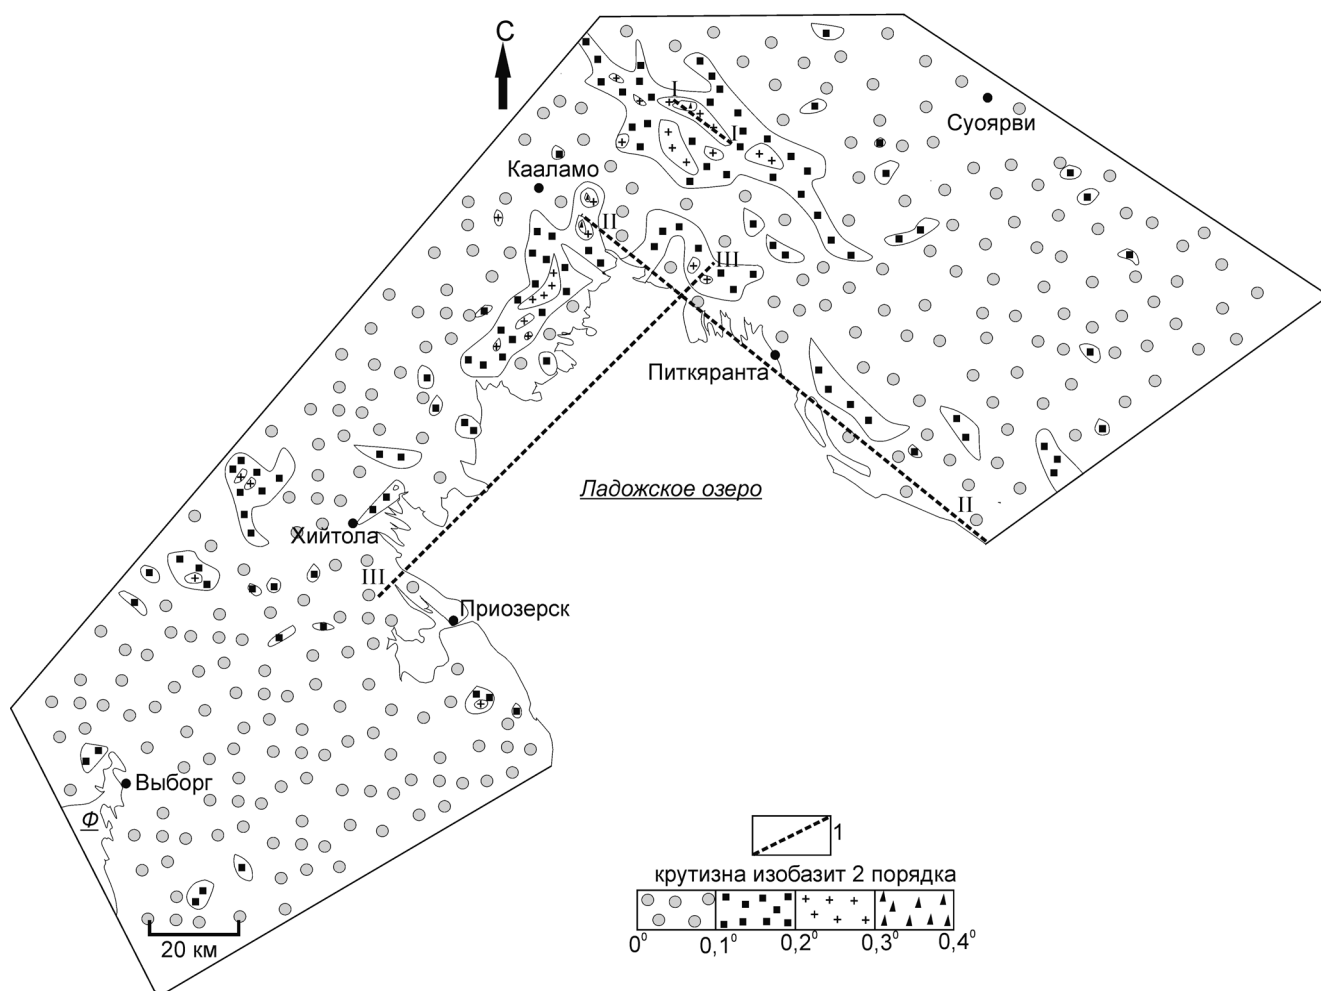 С
Суоярви
I
I
Кааламо
II
III
Питкяранта
Ладожское озеро
II
Хийтола
III
Приозерск
Выборг
Ф
1
крутизна изобазит 2 порядка
0⁰ 0,1⁰ 0,2⁰ 0,3⁰ 0,4⁰
20 км